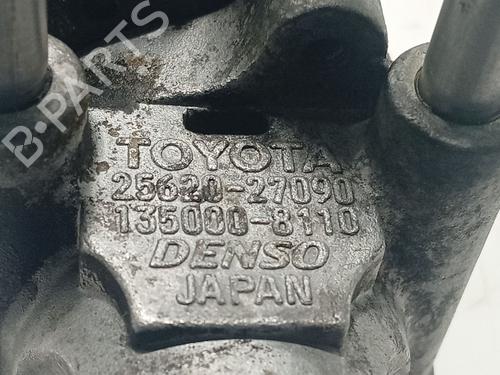 B-PARTS
TOYOTA
25620-27090
135000-8110
DENSO
JAPAN